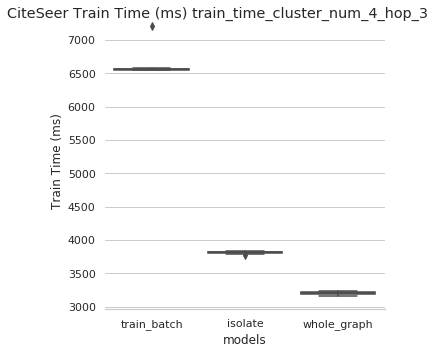 CiteSeer Train Time (ms) train_time_cluster_num_4_hop_3
7000
6500
6000
5500
5000
4500
4000
3500
3000
Train Time (ms)
train_batch isolate whole_graph
models